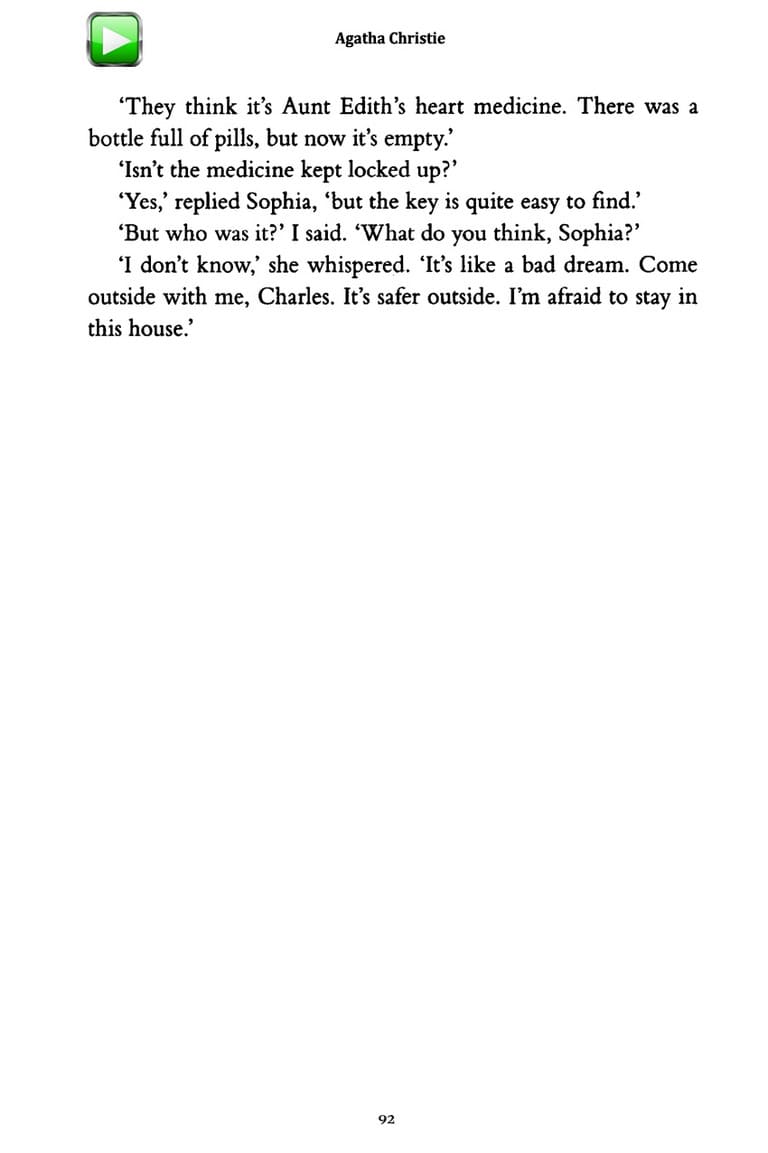 Agatha Christie
‘They think it’s Aunt Edith’s heart medicine. There was a
bottle full of pills, but now it’s empty.’
‘Isn’t the medicine kept locked up?’
‘Yes,’ replied Sophia, ‘but the key is quite easy to find.’
‘But who was it?’ I said. ‘What do you think, Sophia?’
‘I don’t know,’ she whispered. ‘It’s like a bad dream. Come
outside with me, Charles. It’s safer outside. I’m afraid to stay in
this house.’
92